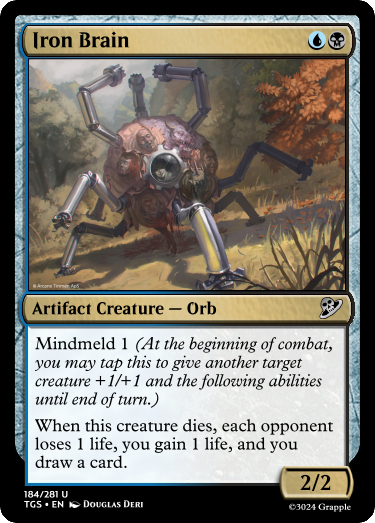 Iron Brain
© Arcana Tomner, ApS
Artifact Creature — Orb
Mindmeld 1 (At the beginning of combat,
you may tap this to give another target
creature +1/+1 and the following abilities
until end of turn.)
When this creature dies, each opponent
loses 1 life, you gain 1 life, and you
draw a card.
2/2
184/281 U
TGS • EN Douglas Deri
©3024 Grapple